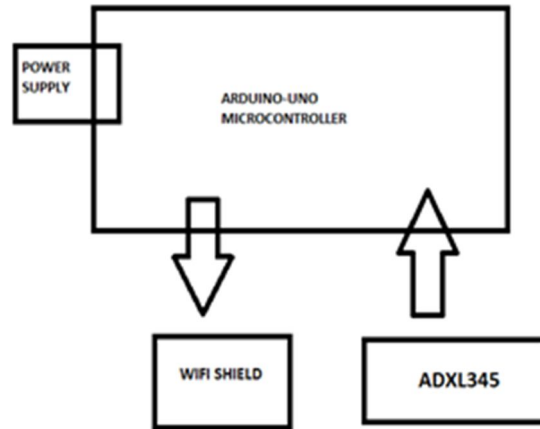 POWER
SUPPLY
ARDUINO-UNO
MICROCONTROLLER
WIFI SHIELD
ADXL345